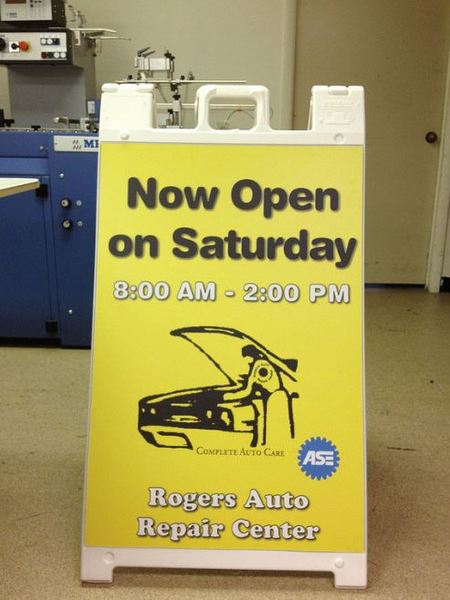 Now Open
on Saturday
8:00 AM - 2:00 PM
COMPLETE AUTO CARE
ASE
Rogers Auto
Repair Center